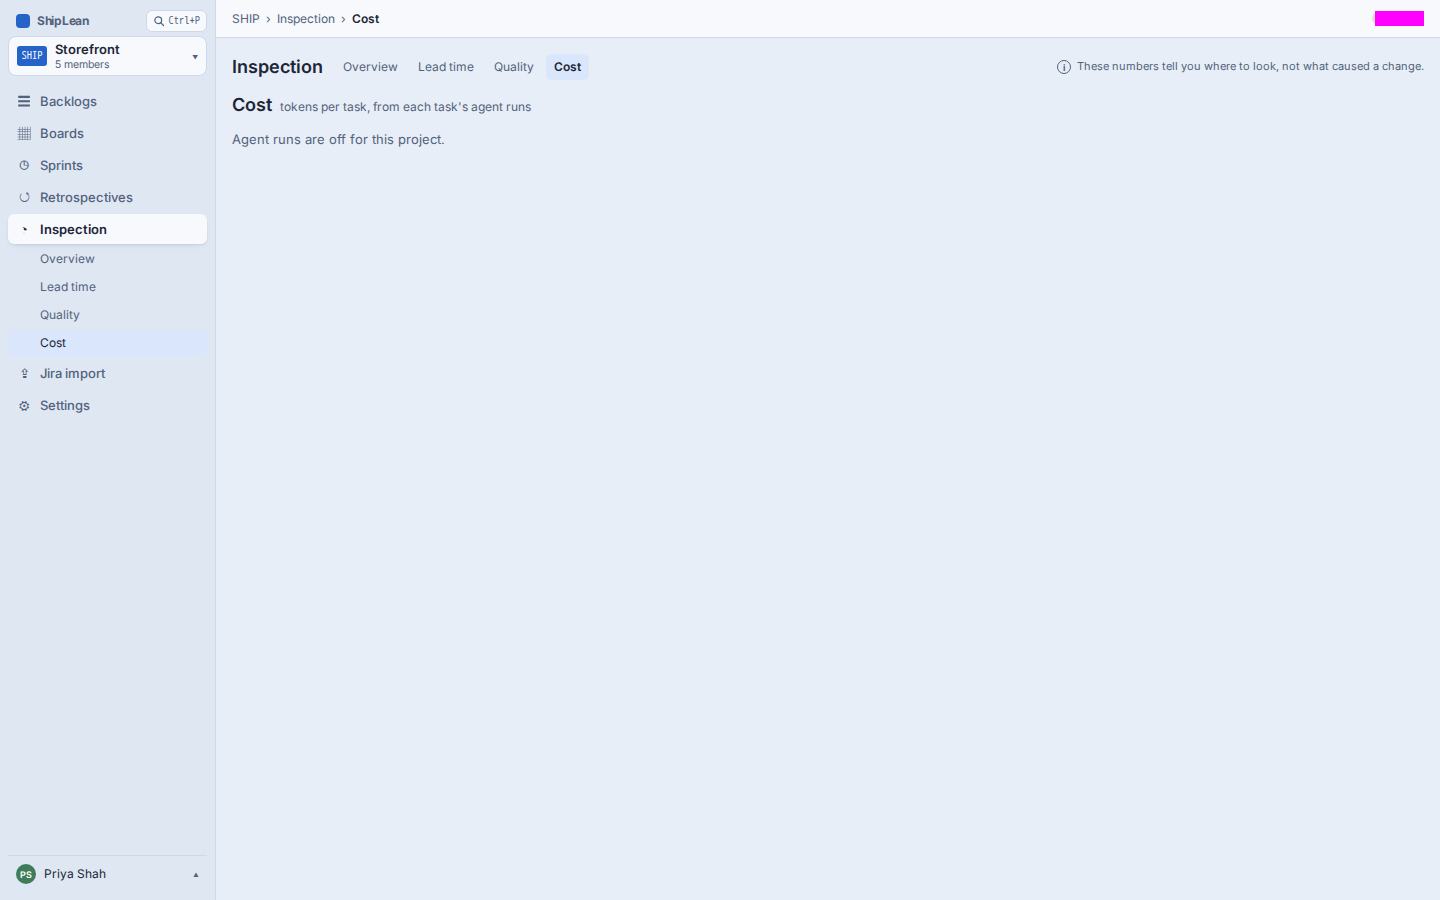 ShipLean
Ctrl+P
SHIP
Storefront
5 members
Backlogs
Boards
Sprints
Retrospectives
Inspection
Overview
Lead time
Quality
Cost
Jira import
Settings
PS
Priya Shah
SHIP › Inspection › Cost
Inspection
Overview
Lead time
Quality
Cost
These numbers tell you where to look, not what caused a change.
Cost tokens per task, from each task's agent runs
Agent runs are off for this project.